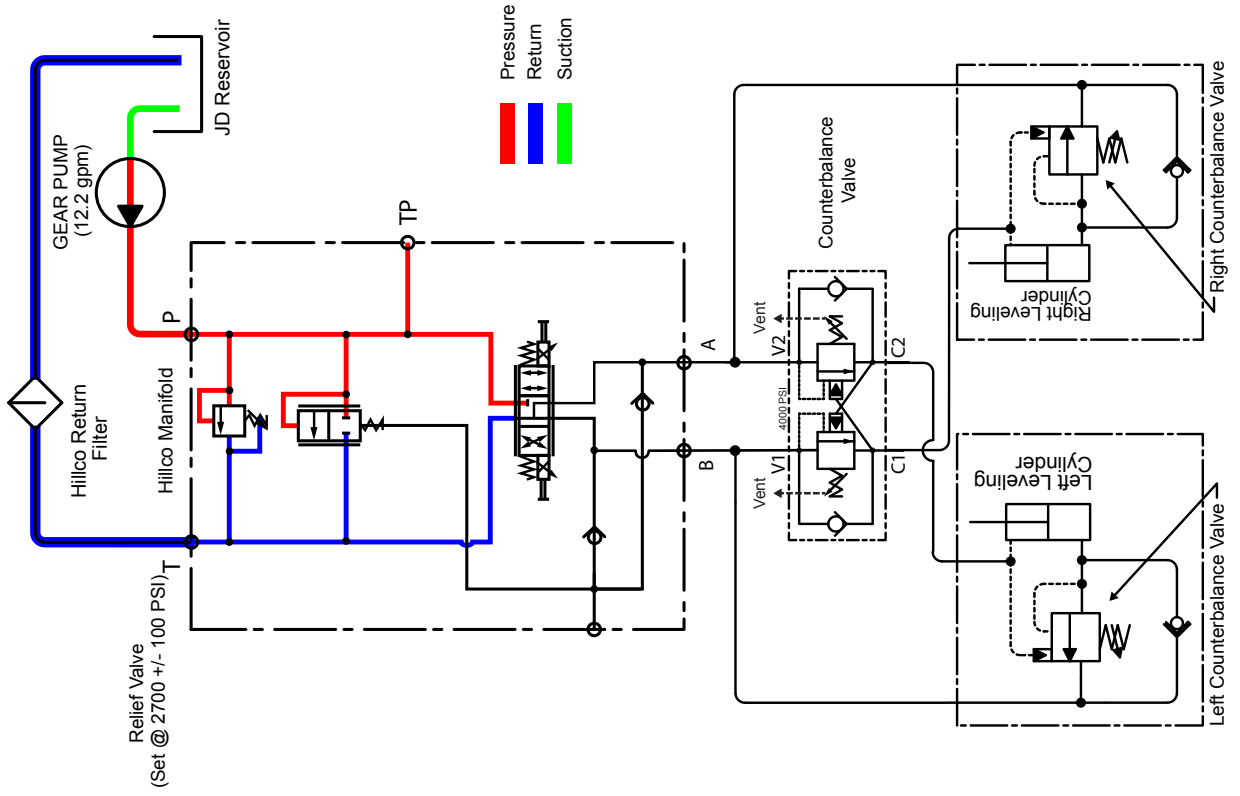 JD Reservoir
GEAR PUMP
(12.2 gpm)
Hillco Return
Filter
Pressure
Return
Suction
P
TP
Hillco Manifold
T
Relief Valve
(Set @ 2700 +/- 100 PSI)
A
B
Counterbalance
Valve
Vent
V2
C2
4000 PSI
Vent
V1
C1
Right Leveling
Cylinder
Right Counterbalance Valve
Left Leveling
Cylinder
Left Counterbalance Valve